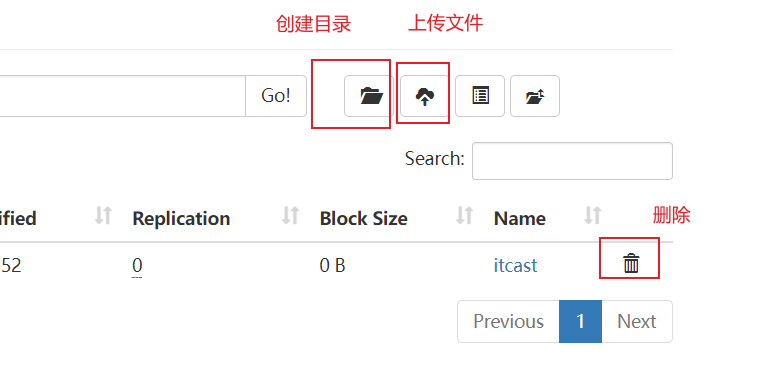 创建目录 上传文件
Go!
Search:
ified Replication Block Size Name 删除
52 0 0 B itcast
Previous 1 Next